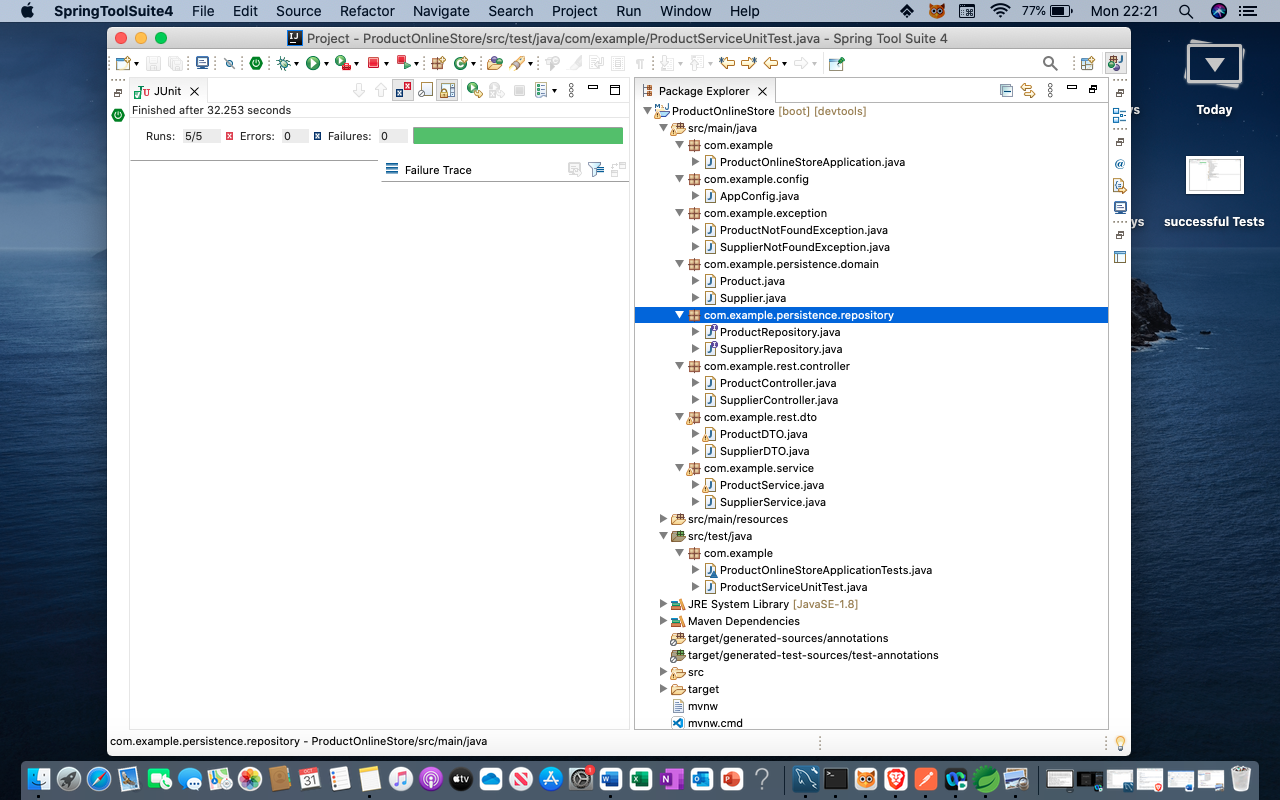 SpringToolSuite4 File Edit Source Refactor Navigate Search Project Run Window Help 77% Mon 22:21
Project - ProductOnlineStore/src/test/java/com/example/ProductServiceUnitTest.java - Spring Tool Suite 4
JUnit
Finished after 32.253 seconds
Runs: 5/5 Errors: 0 Failures: 0
Failure Trace
Package Explorer
ProductOnlineStore [boot] [devtools]
src/main/java
com.example
ProductOnlineStoreApplication.java
com.example.config
AppConfig.java
com.example.exception
ProductNotFoundException.java
SupplierNotFoundException.java
com.example.persistence.domain
Product.java
Supplier.java
com.example.persistence.repository
ProductRepository.java
SupplierRepository.java
com.example.rest.controller
ProductController.java
SupplierController.java
com.example.rest.dto
ProductDTO.java
SupplierDTO.java
com.example.service
ProductService.java
SupplierService.java
src/main/resources
src/test/java
com.example
ProductOnlineStoreApplicationTests.java
ProductServiceUnitTest.java
JRE System Library [JavaSE-1.8]
Maven Dependencies
target/generated-sources/annotations
target/generated-test-sources/test-annotations
src
target
mvnw
mvnw.cmd
com.example.persistence.repository - ProductOnlineStore/src/main/java
Today
successful Tests